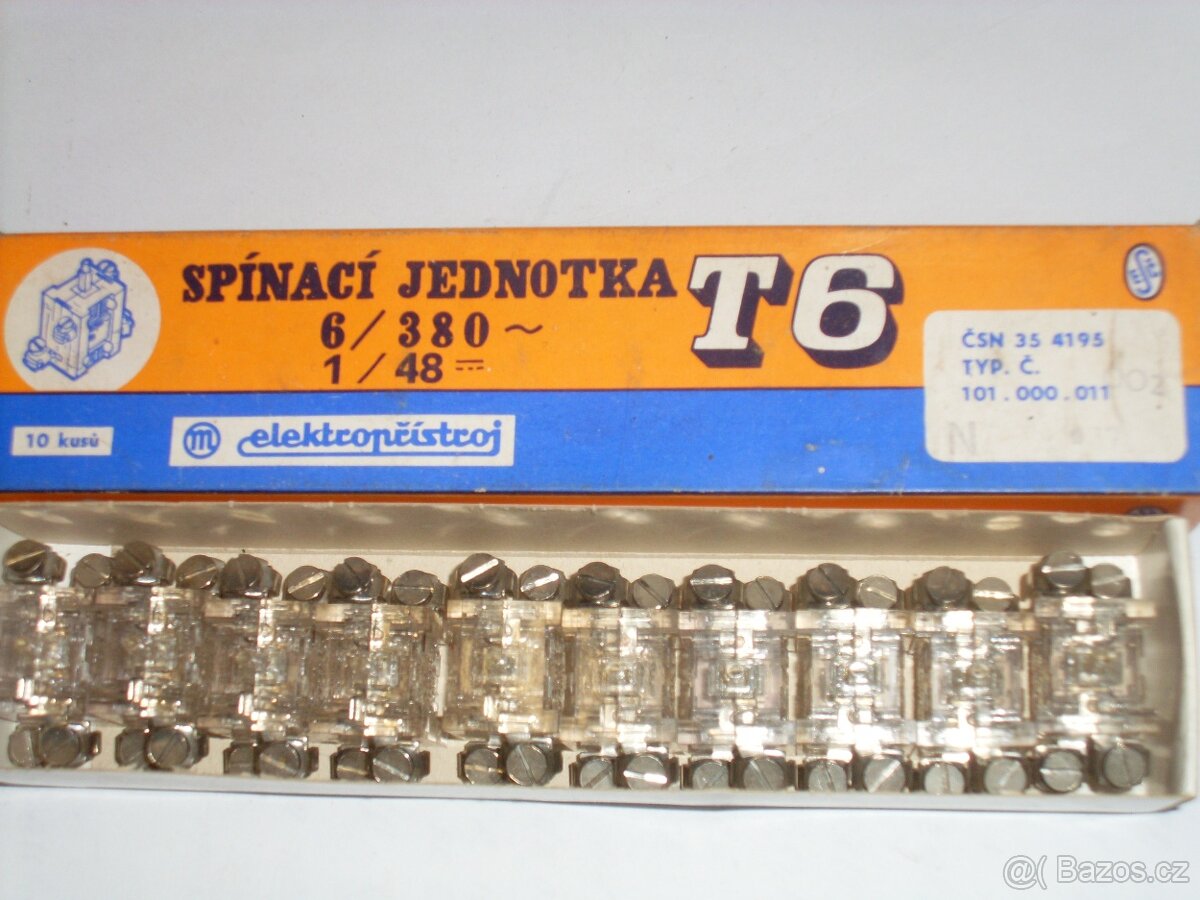 SPÍNACÍ JEDNOTKA T6
6/380 ~
1/48
ČSN 35 4195
TYP. Č.
101.000.011
N
10 kusů
m elektropřístroj
@( Bazos.cz